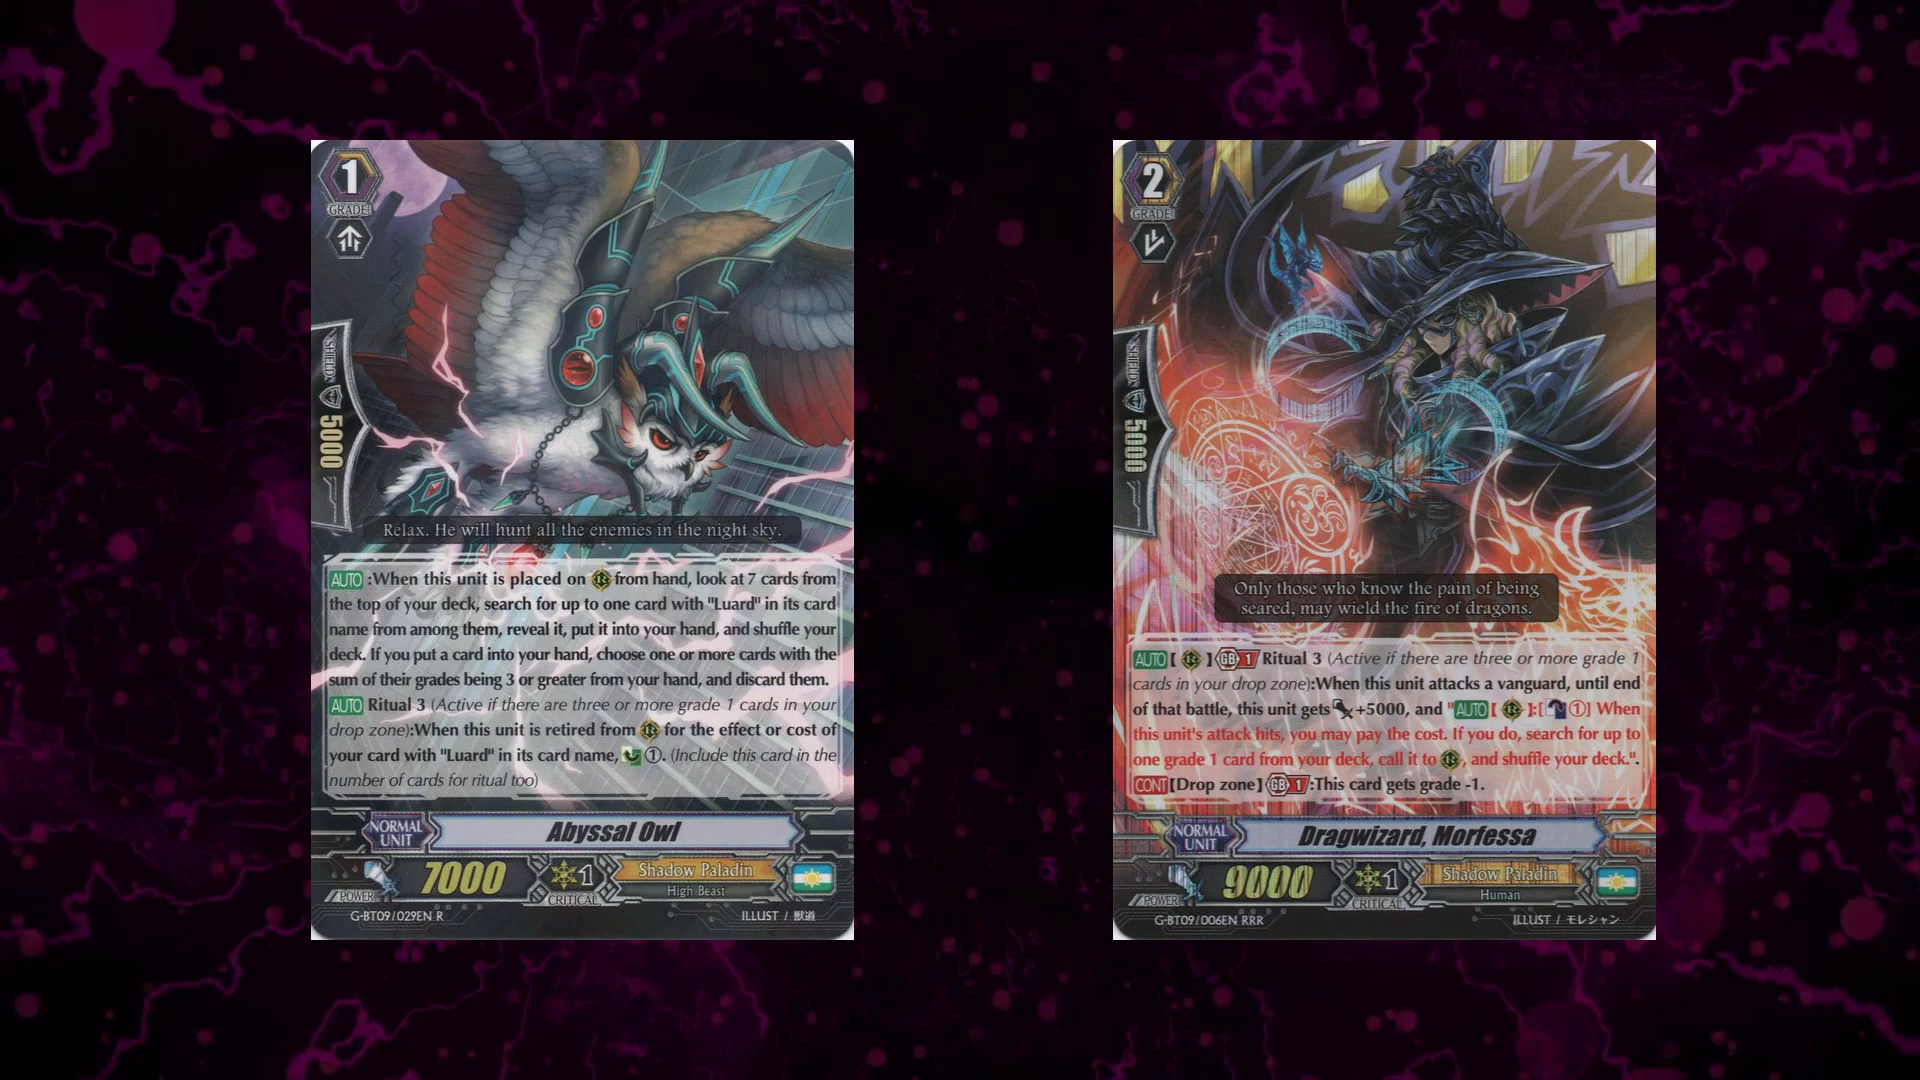 1
GRADE
SHIELD
5000
Relax. He will hunt all the enemies in the night sky.
AUTO :When this unit is placed on R from hand, look at 7 cards from
the top of your deck, search for up to one card with "Luard" in its card
name from among them, reveal it, put it into your hand, and shuffle your
deck. If you put a card into your hand, choose one or more cards with the
sum of their grades being 3 or greater from your hand, and discard them.
AUTO Ritual 3 (Active if there are three or more grade 1 cards in your
drop zone):When this unit is retired from R for the effect or cost of
your card with "Luard" in its card name, ①. (Include this card in the
number of cards for ritual too)
NORMAL
UNIT
Abyssal Owl
POWER
7000
1
CRITICAL
Shadow Paladin
High Beast
G-BT09/029EN R
ILLUST / 獣道
2
GRADE
SHIELD
5000
Only those who know the pain of being
seared, may wield the fire of dragons.
AUTO【 R 】GB 1 Ritual 3 (Active if there are three or more grade 1
cards in your drop zone):When this unit attacks a vanguard, until end
of that battle, this unit gets +5000, and "AUTO【 R 】:[ ①] When
this unit's attack hits, you may pay the cost. If you do, search for up to
one grade 1 card from your deck, call it to R, and shuffle your deck.".
CONT【Drop zone】GB 1:This card gets grade -1.
NORMAL
UNIT
Dragwizard, Morfessa
POWER
9000
1
CRITICAL
Shadow Paladin
Human
G-BT09/006EN RRR
ILLUST / モレシャン